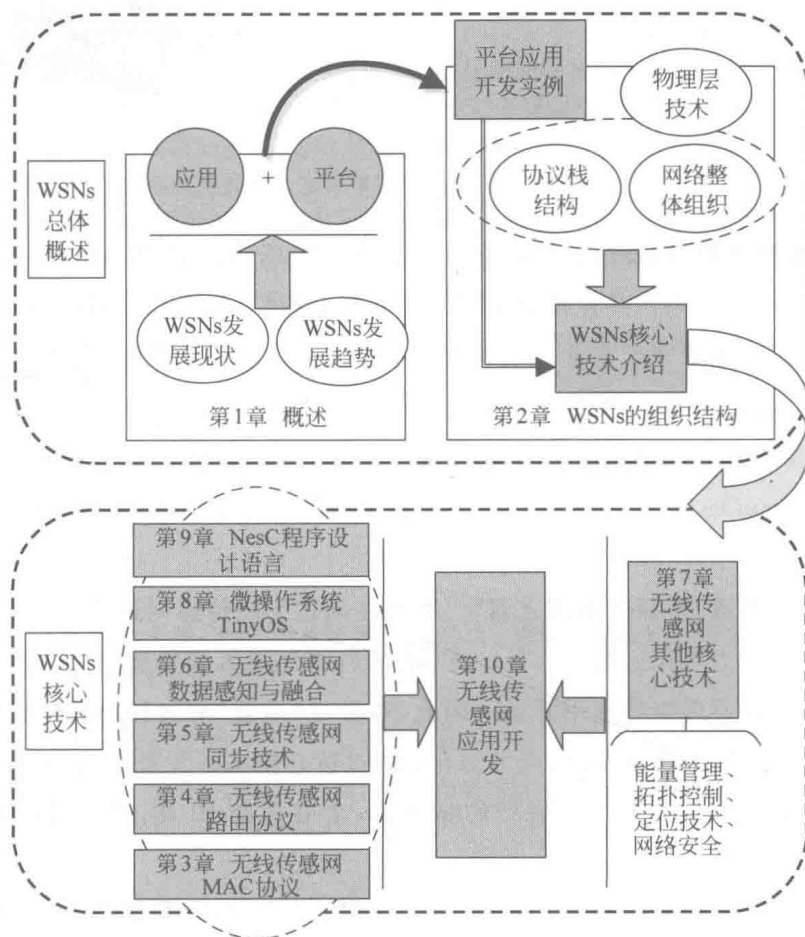 WSNs
总体
概述
应用
+
平台
WSNs发
展现状
WSNs发
展趋势
第1章 概述
平台应用
开发实例
物理层
技术
协议栈
结构
网络整
体组织
WSNs核心
技术介绍
第2章 WSNs的组织结构
WSNs
核心
技术
第9章 NesC程序设
计语言
第8章 微操作系统
TinyOS
第6章 无线传感网
数据感知与融合
第5章 无线传感网
同步技术
第4章 无线传感网
路由协议
第3章 无线传感网
MAC协议
第10章
无线传
感网
应用开
发
第7章
无线传
感网
其他核
心技术
能量管理、
拓扑控制、
定位技术、
网络安全